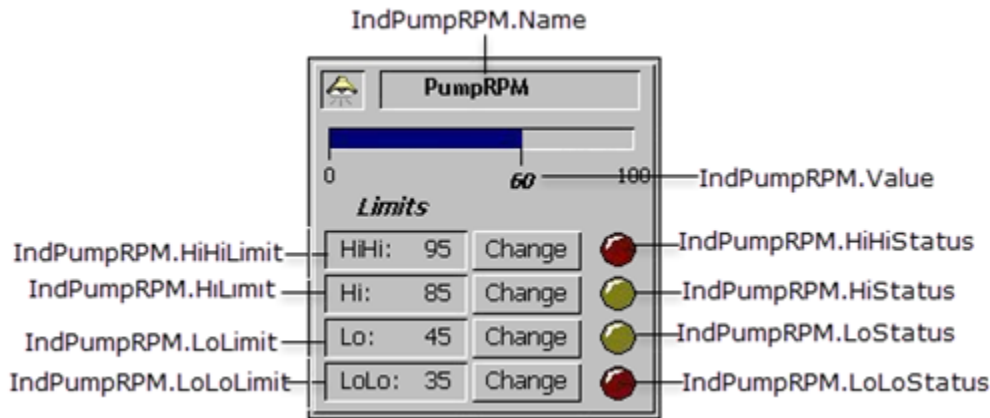 IndPumpRPM.Name
PumpRPM
0 60 100 IndPumpRPM.Value
Limits
IndPumpRPM.HiHiLimit HiHi: 95 Change IndPumpRPM.HiHiStatus
IndPumpRPM.HiLimit Hi: 85 Change IndPumpRPM.HiStatus
IndPumpRPM.LoLimit Lo: 45 Change IndPumpRPM.LoStatus
IndPumpRPM.LoLoLimit LoLo: 35 Change IndPumpRPM.LoLoStatus